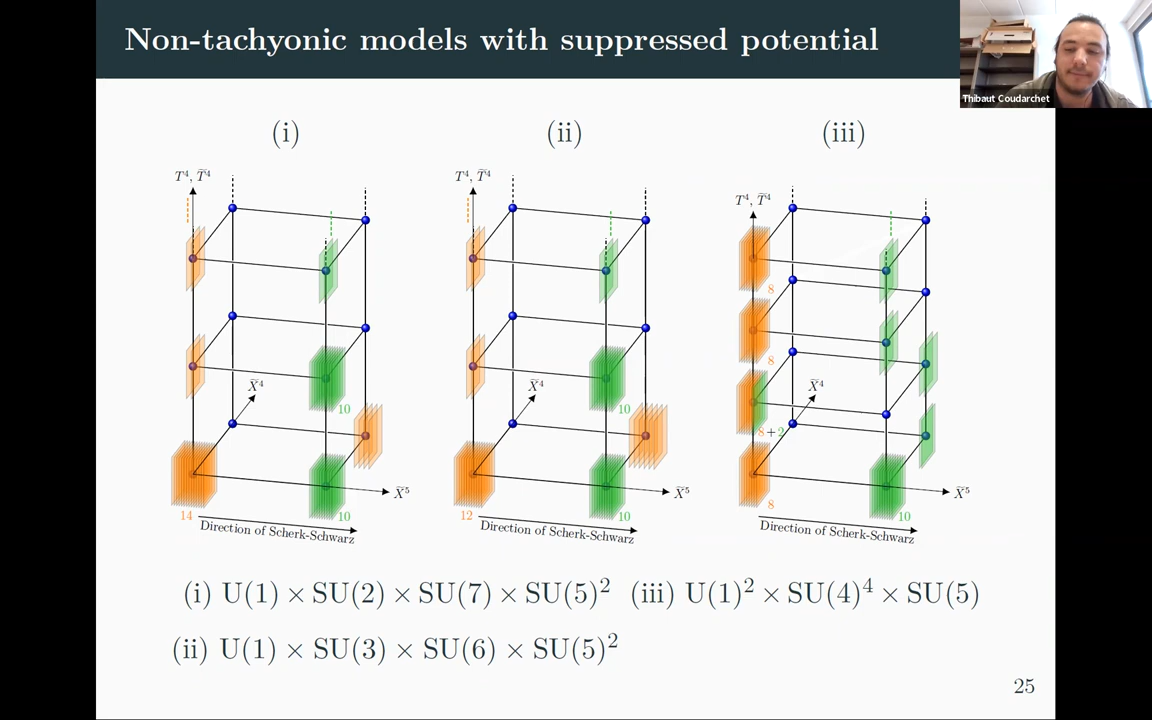 Non-tachyonic models with suppressed potential
Thibaut Coudarchet
(i)
(ii)
(iii)
T⁴, T̃⁴
X̃⁴
10
X̃⁵
14
10
Direction of Scherk-Schwarz
T⁴, T̃⁴
X̃⁴
10
X̃⁵
12
10
Direction of Scherk-Schwarz
T⁴, T̃⁴
8
8
X̃⁴
8+2
X̃⁵
8
10
Direction of Scherk-Schwarz
(i) U(1) × SU(2) × SU(7) × SU(5)² (iii) U(1)² × SU(4)⁴ × SU(5)
(ii) U(1) × SU(3) × SU(6) × SU(5)²
25